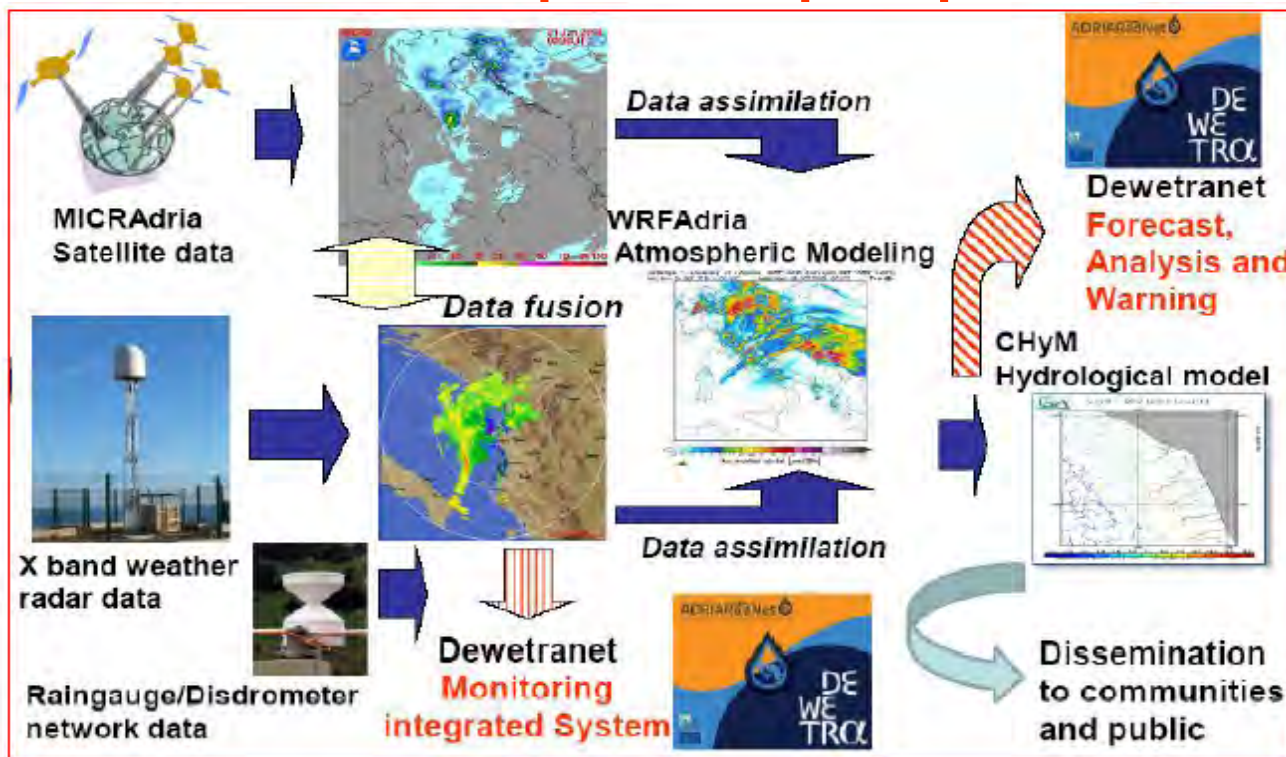 MICRAdria
Satellite data
Data assimilation
WRFAdria
Atmospheric Modeling
Data fusion
X band weather
radar data
Raingauge/Disdrometer
network data
Data assimilation
Dewetranet
Monitoring
integrated System
ADRIARadNet
DE
WE
TRα
ADRIARadNet
DE
WE
TRα
Dewetranet
Forecast,
Analysis and
Warning
CHyM
Hydrological model
Dissemination
to communities
and public